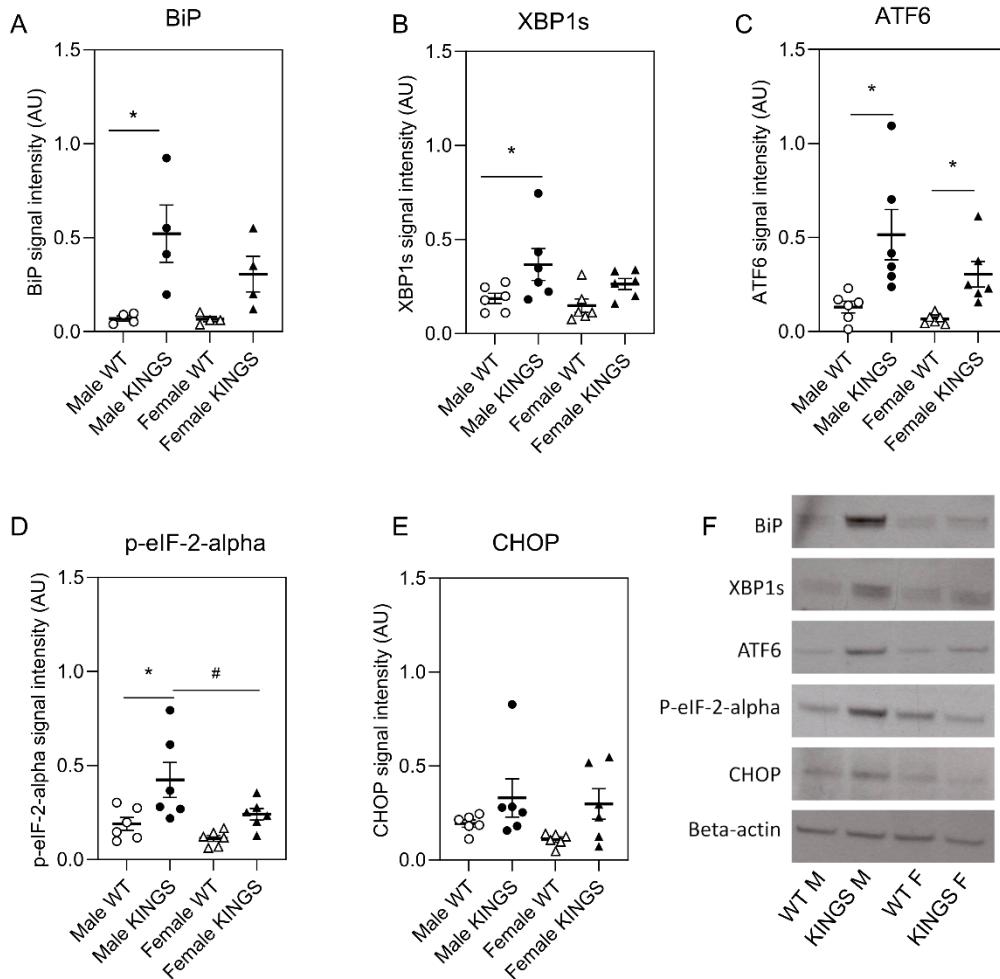 A
BiP
BiP signal intensity (AU)
1.5
1.0
0.5
0.0
*
Male WT
Male KINGS
Female WT
Female KINGS
B
XBP1s
XBP1s signal intensity (AU)
1.5
1.0
0.5
0.0
*
Male WT
Male KINGS
Female WT
Female KINGS
C
ATF6
ATF6 signal intensity (AU)
1.5
1.0
0.5
0.0
*
*
Male WT
Male KINGS
Female WT
Female KINGS
D
p-eIF-2-alpha
p-eIF-2-alpha signal intensity (AU)
1.5
1.0
0.5
0.0
*
#
Male WT
Male KINGS
Female WT
Female KINGS
E
CHOP
CHOP signal intensity (AU)
1.5
1.0
0.5
0.0
Male WT
Male KINGS
Female WT
Female KINGS
F
BiP
XBP1s
ATF6
P-eIF-2-alpha
CHOP
Beta-actin
WT M
KINGS M
WT F
KINGS F